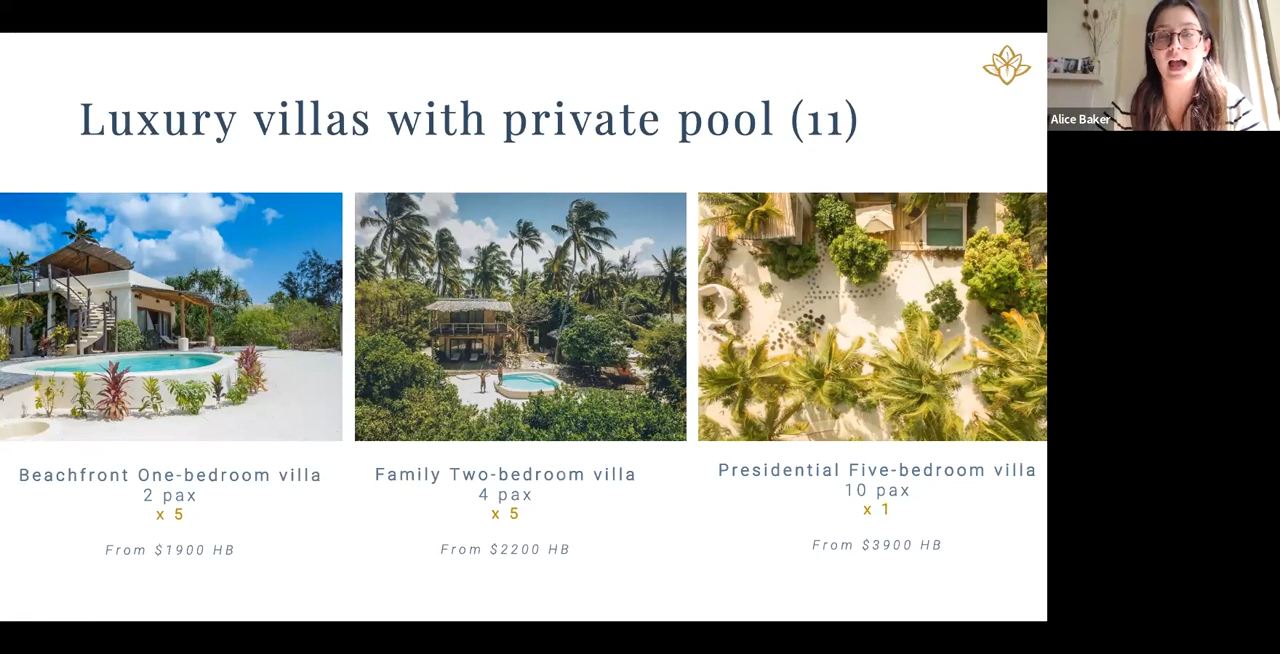 Luxury villas with private pool (11)
Alice Baker
Beachfront One-bedroom villa
2 pax
x 5
From $1900 HB
Family Two-bedroom villa
4 pax
x 5
From $2200 HB
Presidential Five-bedroom villa
10 pax
x 1
From $3900 HB